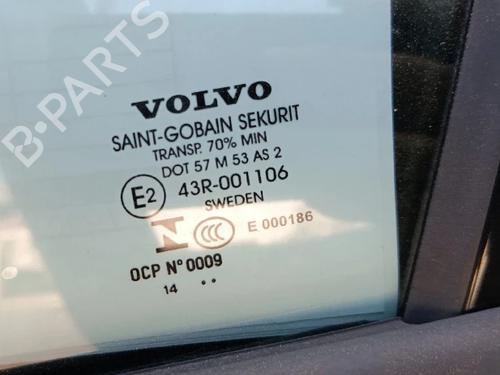 VOLVO
SAINT-GOBAIN SEKURIT
TRANSP. 70% MIN
DOT 57 M 53 AS 2
E2 43R-001106
SWEDEN
N CCC E 000186
OCP N° 0009
14 ••